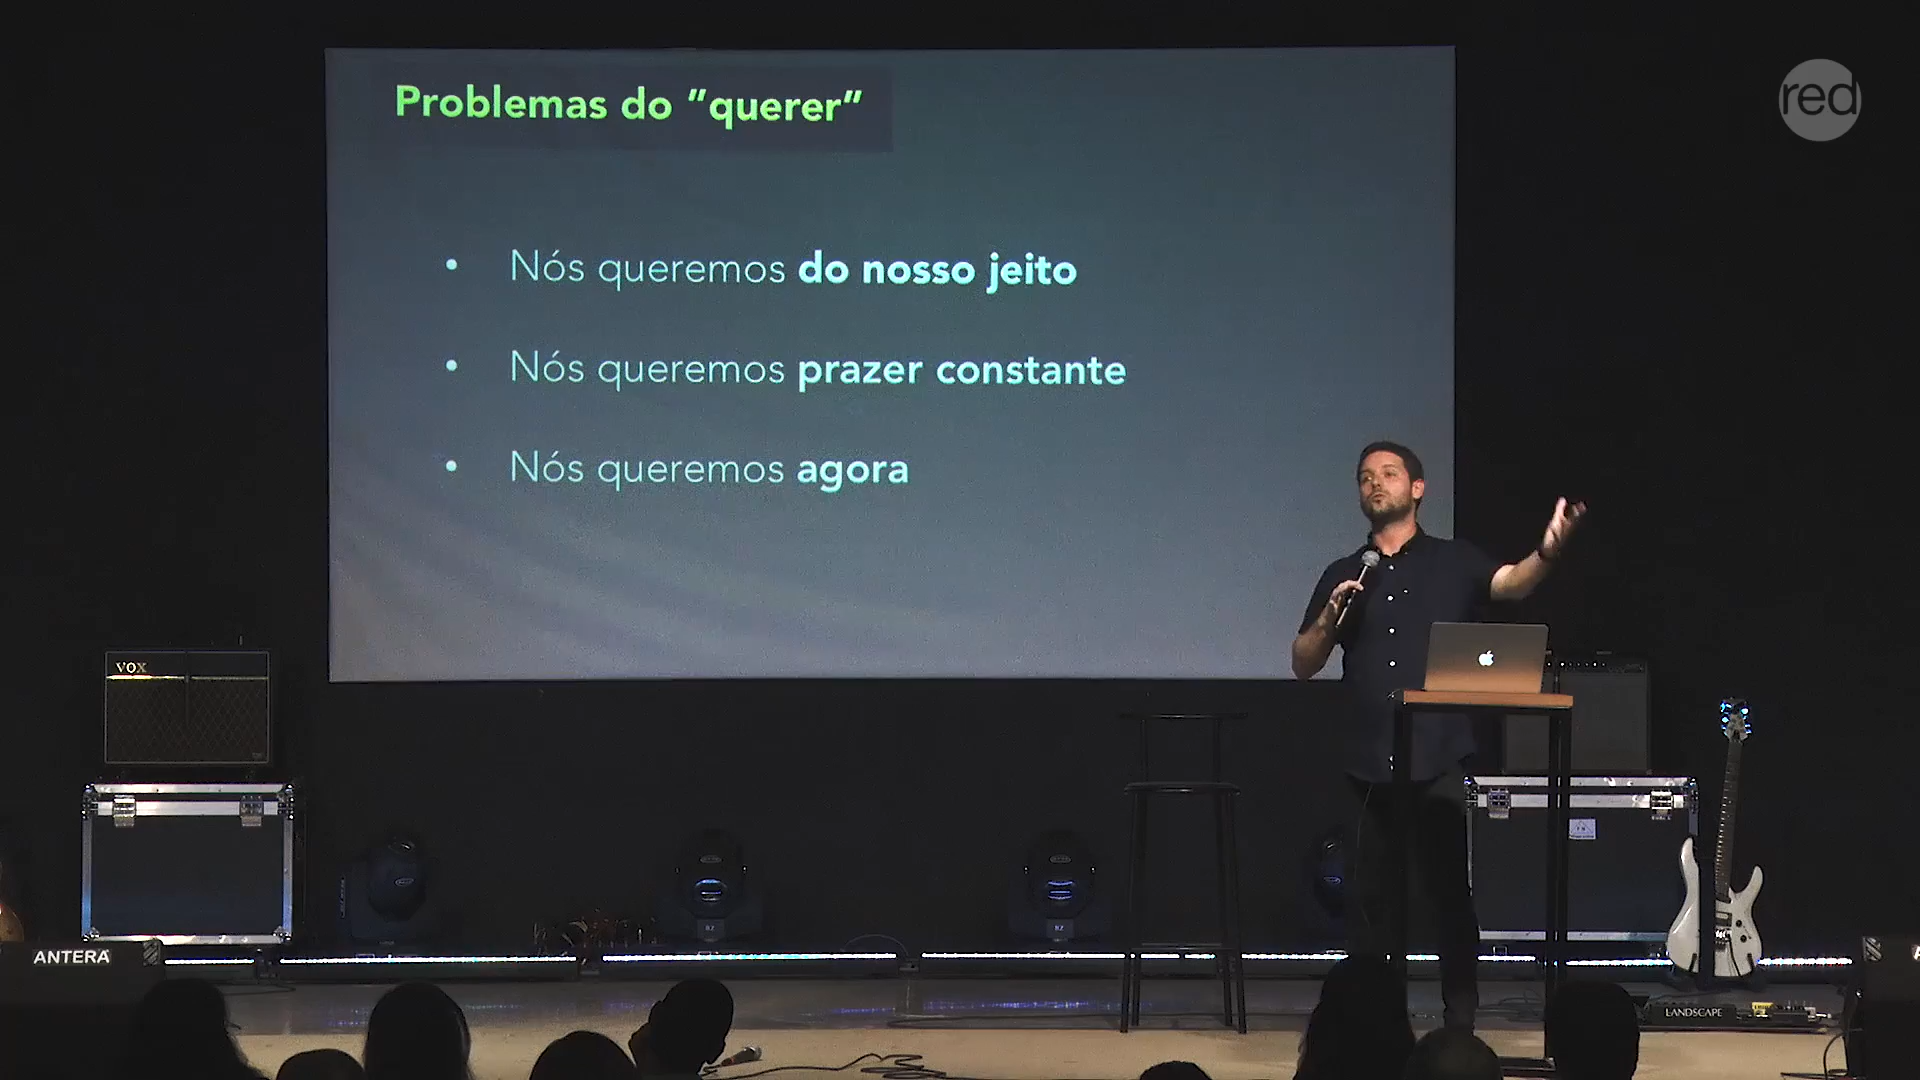 red
Problemas do ”querer”
• Nós queremos do nosso jeito
• Nós queremos prazer constante
• Nós queremos agora
VOX
ANTERA
LANDSCAPE